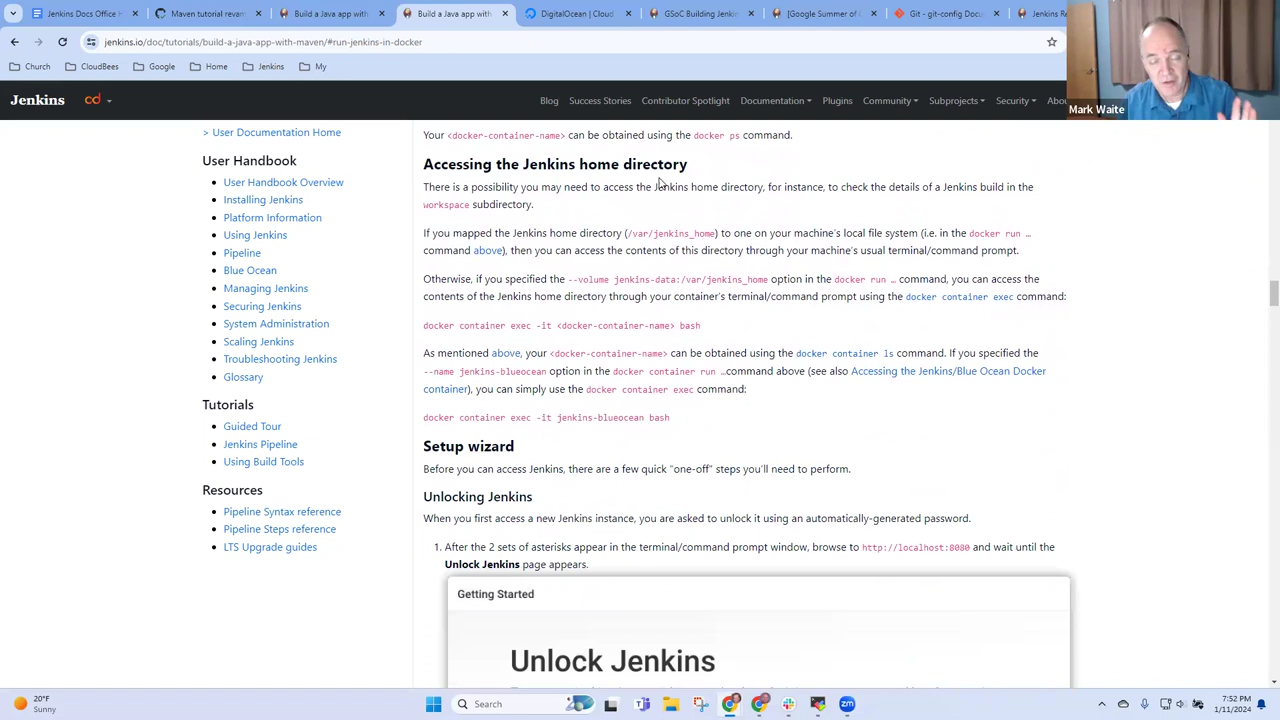 Jenkins Docs Office H
Maven tutorial revam
Build a Java app with
Build a Java app with
DigitalOcean | Cloud
GSoC Building Jenkin
[Google Summer of C
Git - git-config Docu
Jenkins R
jenkins.io/doc/tutorials/build-a-java-app-with-maven/#run-jenkins-in-docker
Church
CloudBees
Google
Home
Jenkins
My
Jenkins
cd
Blog
Success Stories
Contributor Spotlight
Documentation
Plugins
Community
Subprojects
Security
Abou
Mark Waite
> User Documentation Home
User Handbook
User Handbook Overview
Installing Jenkins
Platform Information
Using Jenkins
Pipeline
Blue Ocean
Managing Jenkins
Securing Jenkins
System Administration
Scaling Jenkins
Troubleshooting Jenkins
Glossary
Tutorials
Guided Tour
Jenkins Pipeline
Using Build Tools
Resources
Pipeline Syntax reference
Pipeline Steps reference
LTS Upgrade guides
Your <docker-container-name> can be obtained using the docker ps command.
Accessing the Jenkins home directory
There is a possibility you may need to access the Jenkins home directory, for instance, to check the details of a Jenkins build in the
workspace subdirectory.
If you mapped the Jenkins home directory (/var/jenkins_home) to one on your machine's local file system (i.e. in the docker run …
command above), then you can access the contents of this directory through your machine's usual terminal/command prompt.
Otherwise, if you specified the --volume jenkins-data:/var/jenkins_home option in the docker run … command, you can access the
contents of the Jenkins home directory through your container's terminal/command prompt using the docker container exec command:
docker container exec -it <docker-container-name> bash
As mentioned above, your <docker-container-name> can be obtained using the docker container ls command. If you specified the
--name jenkins-blueocean option in the docker container run …command above (see also Accessing the Jenkins/Blue Ocean Docker
container), you can simply use the docker container exec command:
docker container exec -it jenkins-blueocean bash
Setup wizard
Before you can access Jenkins, there are a few quick "one-off" steps you'll need to perform.
Unlocking Jenkins
When you first access a new Jenkins instance, you are asked to unlock it using an automatically-generated password.
1. After the 2 sets of asterisks appear in the terminal/command prompt window, browse to http://localhost:8080 and wait until the
Unlock Jenkins page appears.
Getting Started
Unlock Jenkins
20°F
Sunny
Search
zm
7:52 PM
1/11/2024